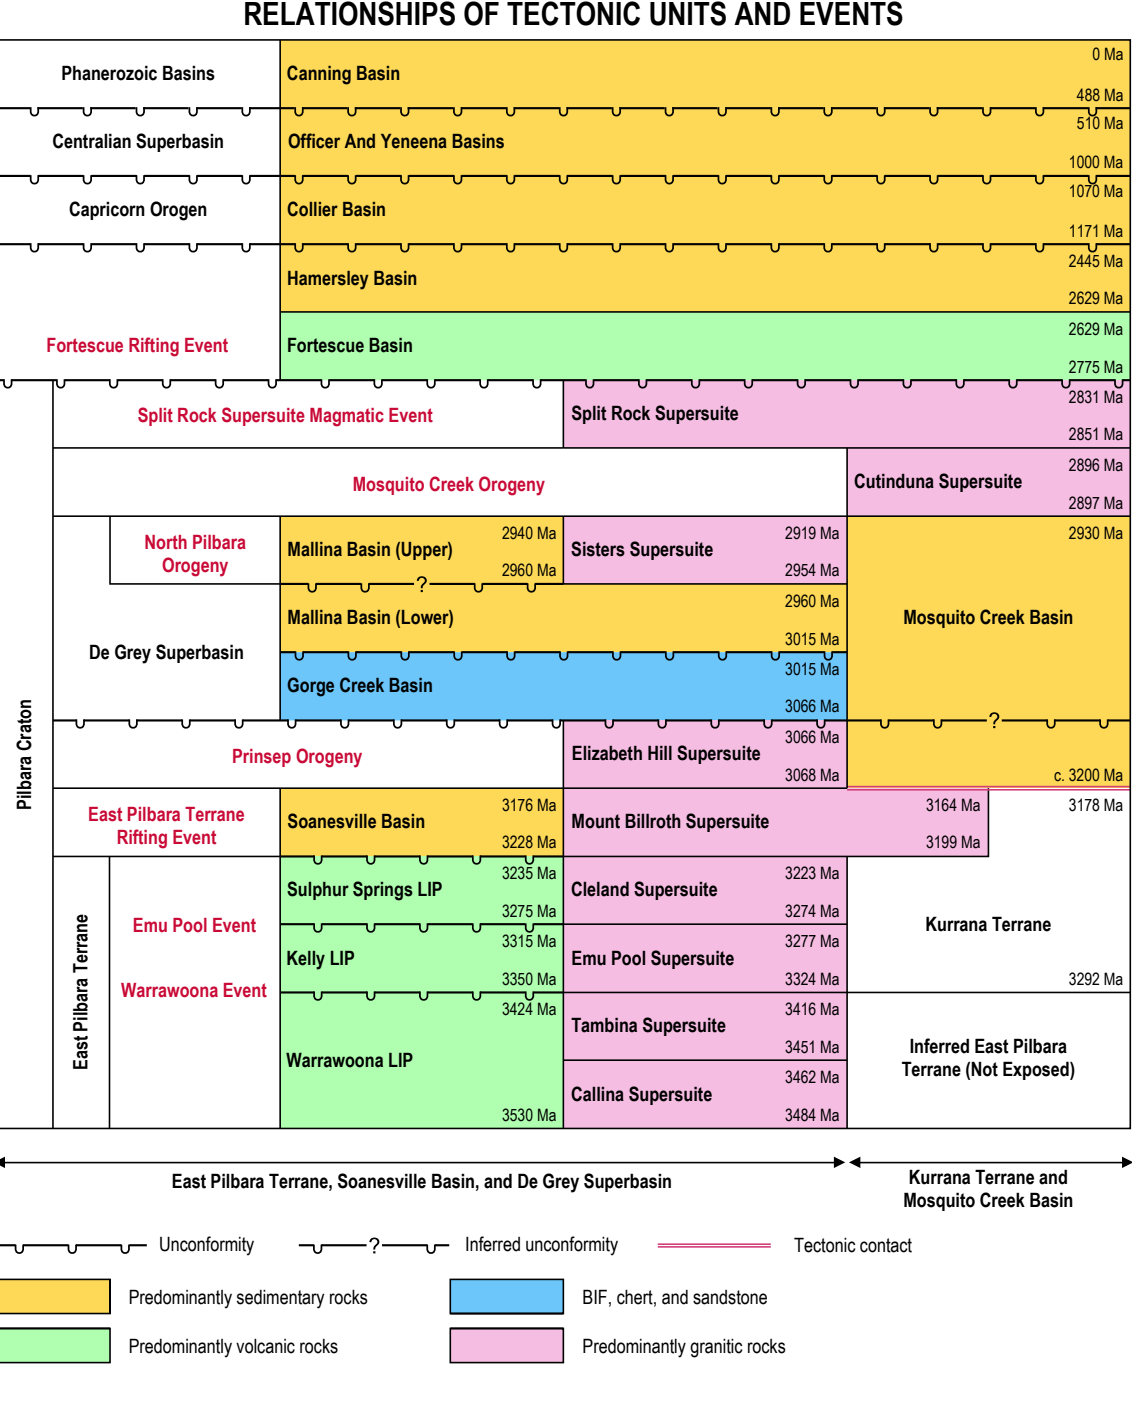 RELATIONSHIPS OF TECTONIC UNITS AND EVENTS
Phanerozoic Basins
Canning Basin
0 Ma
488 Ma
Centralian Superbasin
Officer And Yeneena Basins
510 Ma
1000 Ma
Capricorn Orogen
Collier Basin
1070 Ma
1171 Ma
Hamersley Basin
2445 Ma
2629 Ma
Fortescue Rifting Event
Fortescue Basin
2629 Ma
2775 Ma
Pilbara Craton
Split Rock Supersuite Magmatic Event
Split Rock Supersuite
2831 Ma
2851 Ma
Mosquito Creek Orogeny
Cutinduna Supersuite
2896 Ma
2897 Ma
De Grey Superbasin
North Pilbara
Orogeny
Mallina Basin (Upper)
2940 Ma
2960 Ma
Sisters Supersuite
2919 Ma
2954 Ma
?
Mallina Basin (Lower)
2960 Ma
3015 Ma
Gorge Creek Basin
3015 Ma
3066 Ma
2930 Ma
Mosquito Creek Basin
?
c. 3200 Ma
Prinsep Orogeny
Elizabeth Hill Supersuite
3066 Ma
3068 Ma
East Pilbara Terrane
Rifting Event
Soanesville Basin
3176 Ma
3228 Ma
Mount Billroth Supersuite
3164 Ma
3199 Ma
3178 Ma
East Pilbara Terrane
Emu Pool Event
Warrawoona Event
Sulphur Springs LIP
3235 Ma
3275 Ma
Cleland Supersuite
3223 Ma
3274 Ma
Kurrana Terrane
3292 Ma
Kelly LIP
3315 Ma
3350 Ma
Emu Pool Supersuite
3277 Ma
3324 Ma
Warrawoona LIP
3424 Ma
3530 Ma
Tambina Supersuite
3416 Ma
3451 Ma
Callina Supersuite
3462 Ma
3484 Ma
Inferred East Pilbara
Terrane (Not Exposed)
East Pilbara Terrane, Soanesville Basin, and De Grey Superbasin
Kurrana Terrane and
Mosquito Creek Basin
Unconformity
?
Inferred unconformity
Tectonic contact
Predominantly sedimentary rocks
BIF, chert, and sandstone
Predominantly volcanic rocks
Predominantly granitic rocks